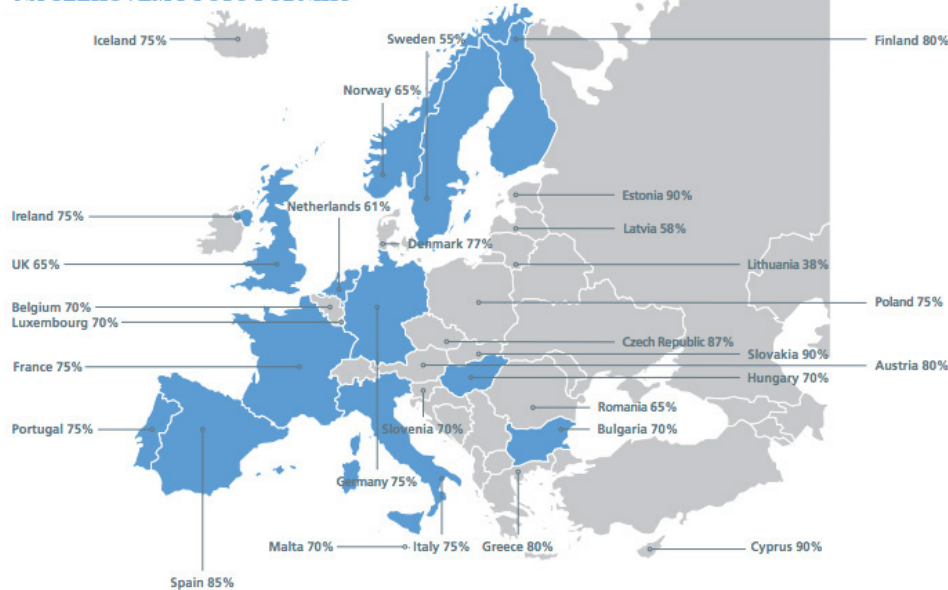 Iceland 75%
Sweden 55%
Finland 80%
Norway 65%
Estonia 90%
Netherlands 61%
Ireland 75%
Latvia 58%
Denmark 77%
UK 65%
Lithuania 38%
Poland 75%
Belgium 70%
Luxembourg 70%
Czech Republic 87%
Slovakia 90%
France 75%
Austria 80%
Hungary 70%
Romania 65%
Portugal 75%
Slovenia 70%
Bulgaria 70%
Germany 75%
Malta 70%
Italy 75%
Greece 80%
Cyprus 90%
Spain 85%